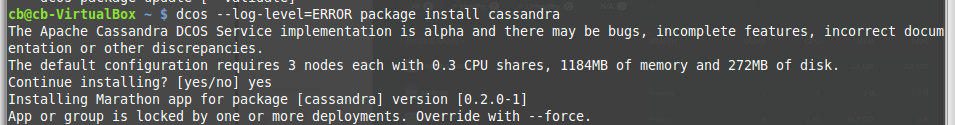 cb@cb-VirtualBox ~ $ dcos --log-level=ERROR package install cassandra
The Apache Cassandra DCOS Service implementation is alpha and there may be bugs, incomplete features, incorrect docum
entation or other discrepancies.
The default configuration requires 3 nodes each with 0.3 CPU shares, 1184MB of memory and 272MB of disk.
Continue installing? [yes/no] yes
Installing Marathon app for package [cassandra] version [0.2.0-1]
App or group is locked by one or more deployments. Override with --force.